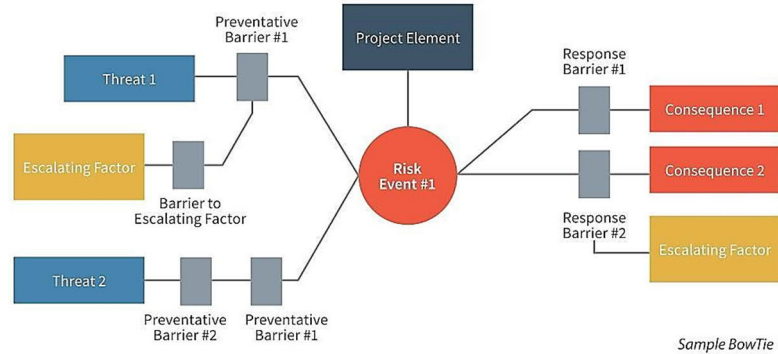 Preventative
Barrier #1
Project Element
Threat 1
Response
Barrier #1
Consequence 1
Escalating Factor
Risk
Event #1
Consequence 2
Barrier to
Escalating Factor
Response
Barrier #2
Escalating Factor
Threat 2
Preventative
Barrier #2
Preventative
Barrier #1
Sample BowTie